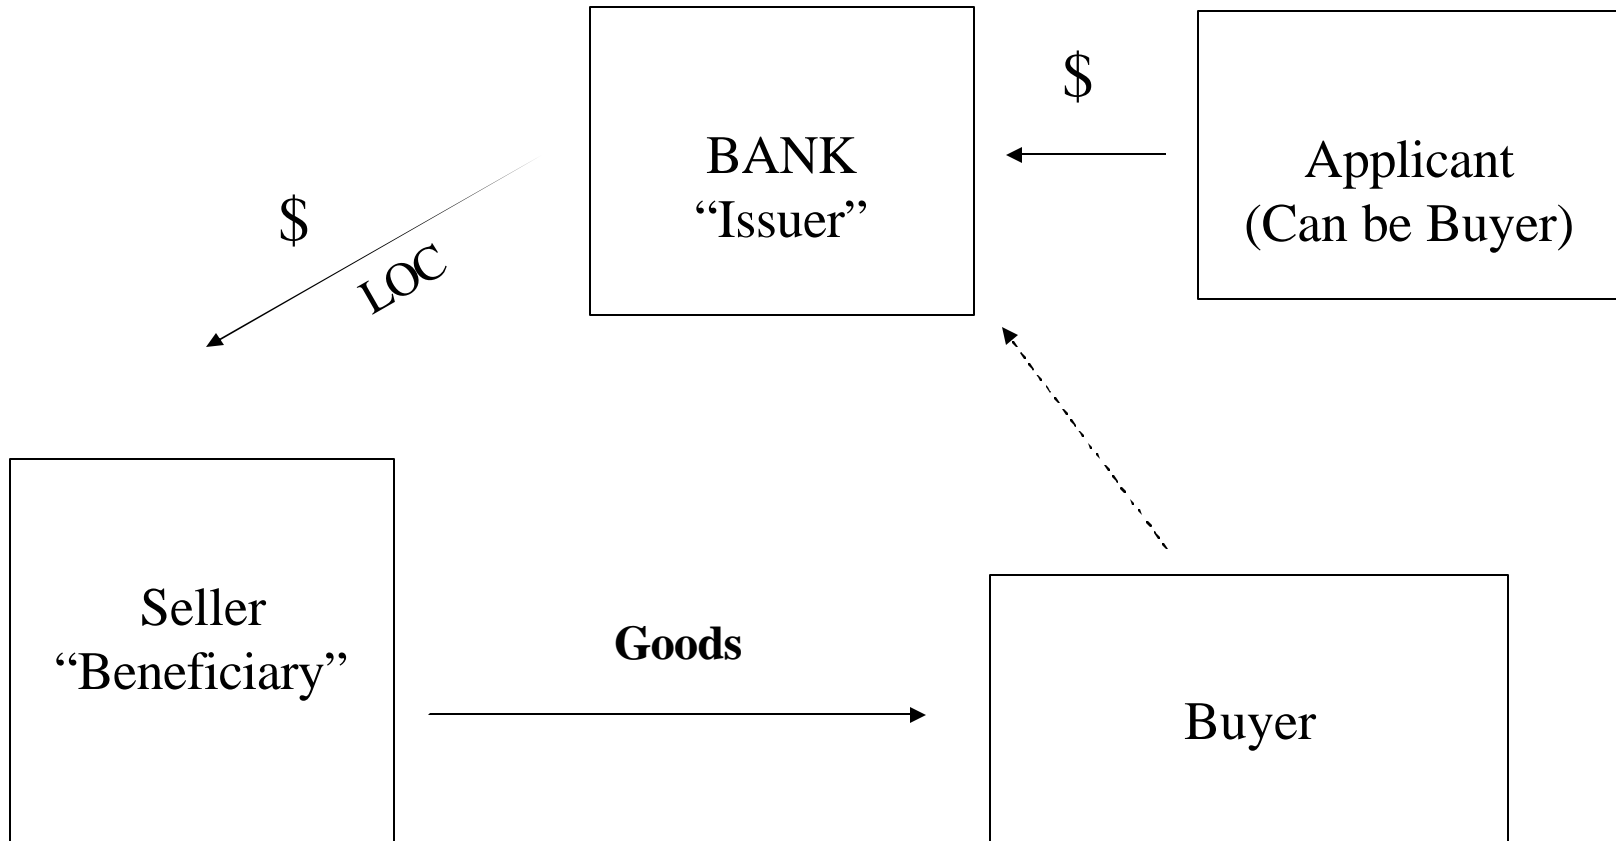 $
BANK
“Issuer”
Applicant
(Can be Buyer)
$
LOC
Seller
“Beneficiary”
Goods
Buyer